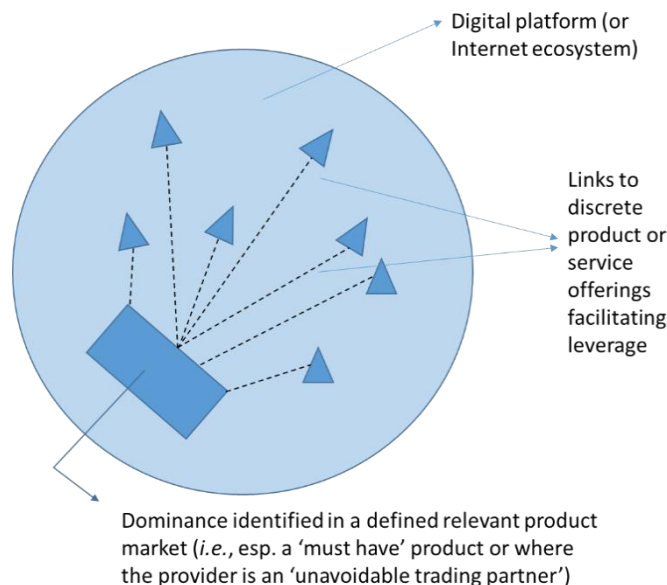 Digital platform (or
Internet ecosystem)
Links to
discrete
product or
service
offerings
facilitating
leverage
Dominance identified in a defined relevant product
market (i.e., esp. a ‘must have’ product or where
the provider is an ‘unavoidable trading partner’)